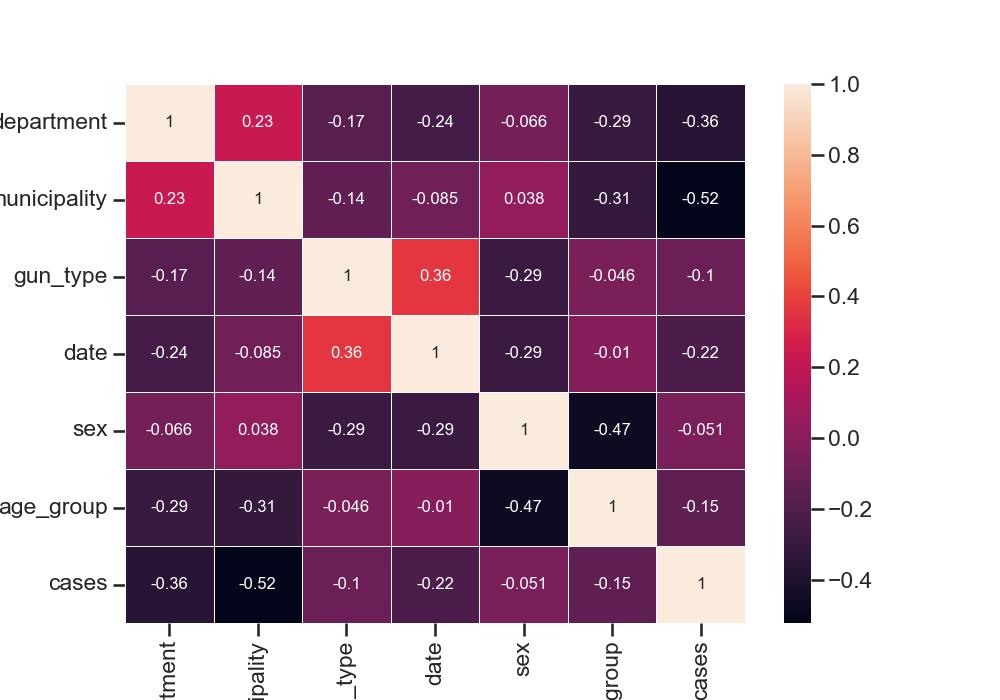 1.0
department 1 0.23 -0.17 -0.24 -0.066 -0.29 -0.36
0.8
municipality 0.23 1 -0.14 -0.085 0.038 -0.31 -0.52
0.6
gun_type -0.17 -0.14 1 0.36 -0.29 -0.046 -0.1
0.4
date -0.24 -0.085 0.36 1 -0.29 -0.01 -0.22
0.2
sex -0.066 0.038 -0.29 -0.29 1 -0.47 -0.051
0.0
age_group -0.29 -0.31 -0.046 -0.01 -0.47 1 -0.15
−0.2
cases -0.36 -0.52 -0.1 -0.22 -0.051 -0.15 1
−0.4
tment ipality _type date sex group cases